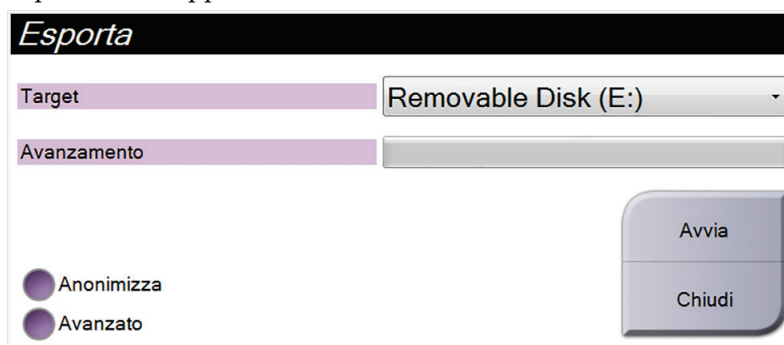 Esporta
Target
Removable Disk (E:)
Avanzamento
Avvia
Chiudi
Anonimizza
Avanzato